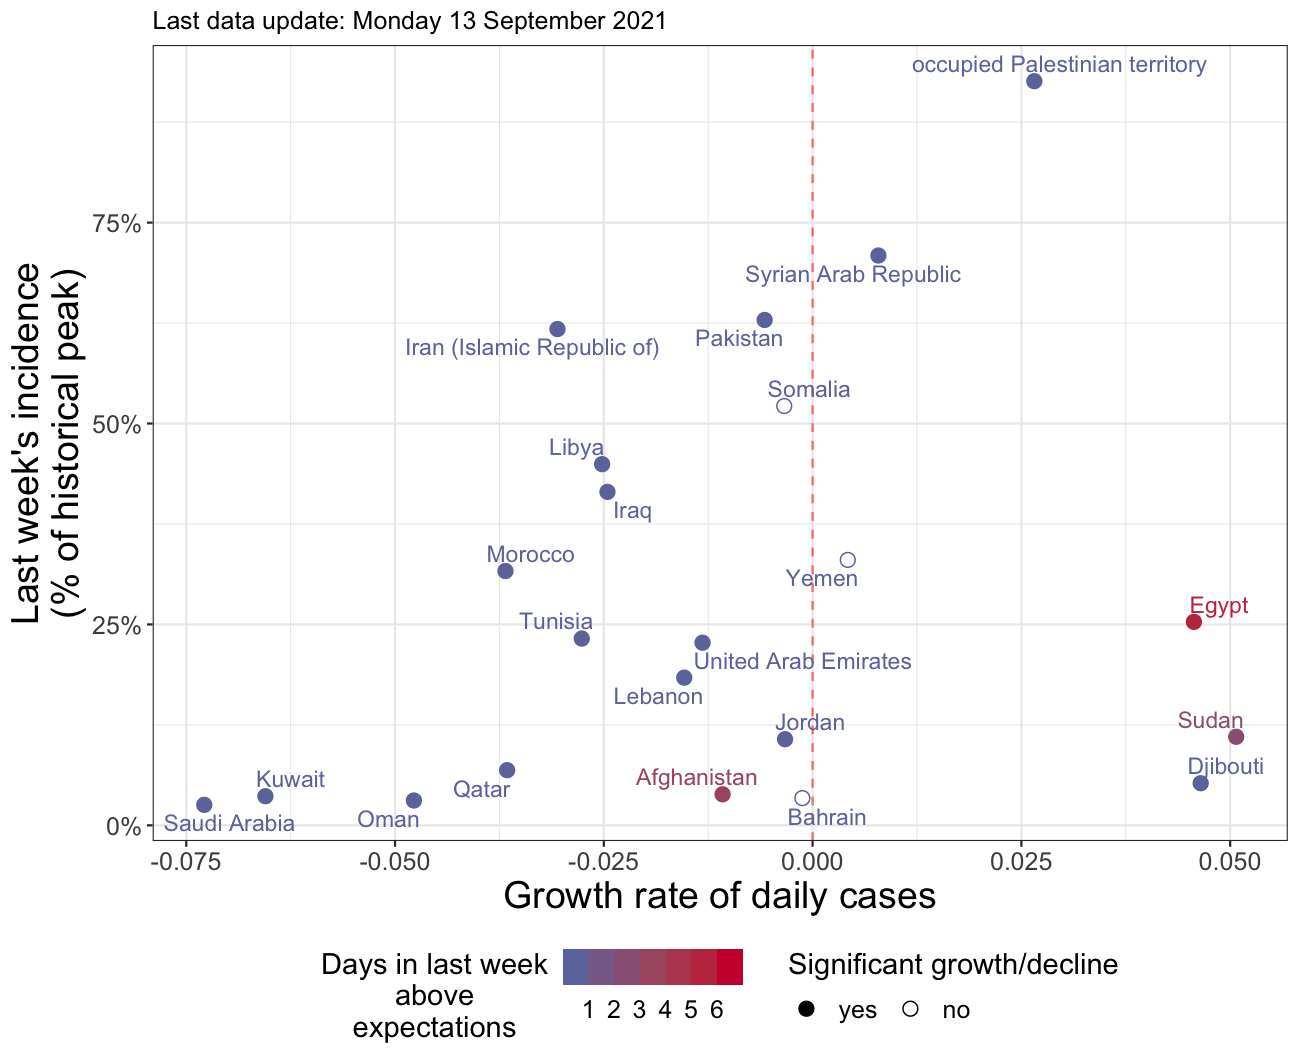 Last data update: Monday 13 September 2021
occupied Palestinian territory
75%
Syrian Arab Republic
Pakistan
Iran (Islamic Republic of)
Somalia
50%
Libya
Iraq
Morocco
Yemen
Egypt
25%
Tunisia
United Arab Emirates
Lebanon
Sudan
Jordan
Djibouti
Afghanistan
Kuwait
Qatar
Bahrain
Oman
Saudi Arabia
0%
Last week's incidence
(% of historical peak)
-0.075 -0.050 -0.025 0.000 0.025 0.050
Growth rate of daily cases
Days in last week
above
expectations
1 2 3 4 5 6
Significant growth/decline
yes no